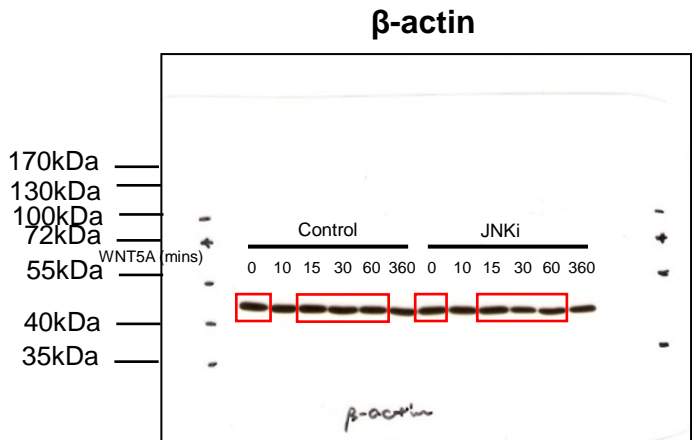 β-actin
170kDa
130kDa
100kDa
72kDa
55kDa
40kDa
35kDa
Control JNKi
WNT5A (mins) 0 10 15 30 60 360 0 10 15 30 60 360
β-actin